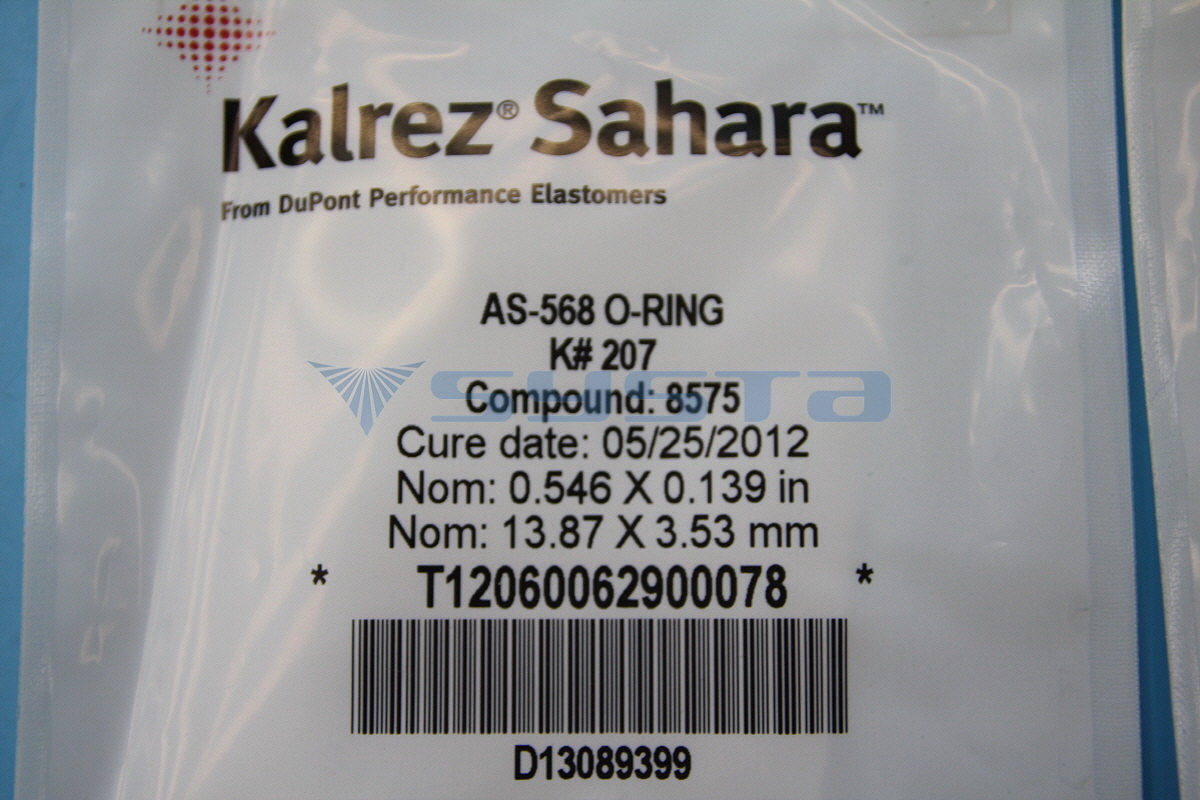 Kalrez® Sahara™
From DuPont Performance Elastomers
AS-568 O-RING
K# 207
susta
Compound: 8575
Cure date: 05/25/2012
Nom: 0.546 X 0.139 in
Nom: 13.87 X 3.53 mm
* T12060062900078 *
D13089399